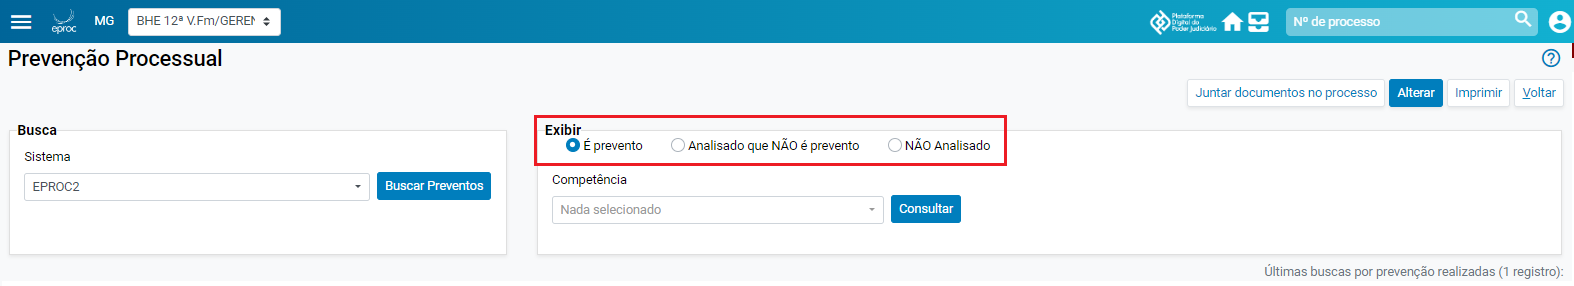 eproc
MG
BHE 12ª V.Fm/GEREN
Plataforma
Digital do
Poder Judiciário
Nº de processo
Prevenção Processual
Juntar documentos no processo
Alterar
Imprimir
Voltar
Busca
Sistema
EPROC2
Buscar Preventos
Exibir
É prevento
Analisado que NÃO é prevento
NÃO Analisado
Competência
Nada selecionado
Consultar
Últimas buscas por prevenção realizadas (1 registro):